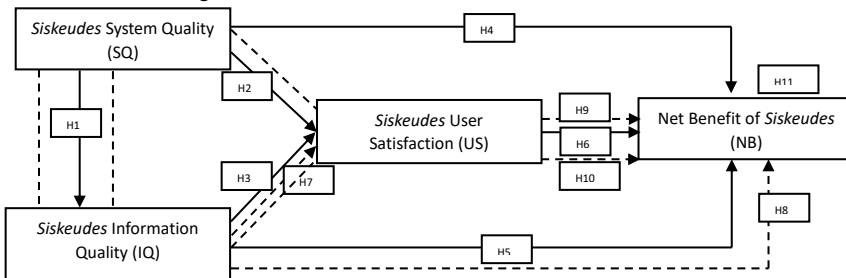 Siskeudes System Quality
(SQ)
H4
H11
H2
H9
Siskeudes User
Satisfaction (US)
Net Benefit of Siskeudes
(NB)
H1
H6
H3
H7
H10
H8
Siskeudes Information
Quality (IQ)
H5